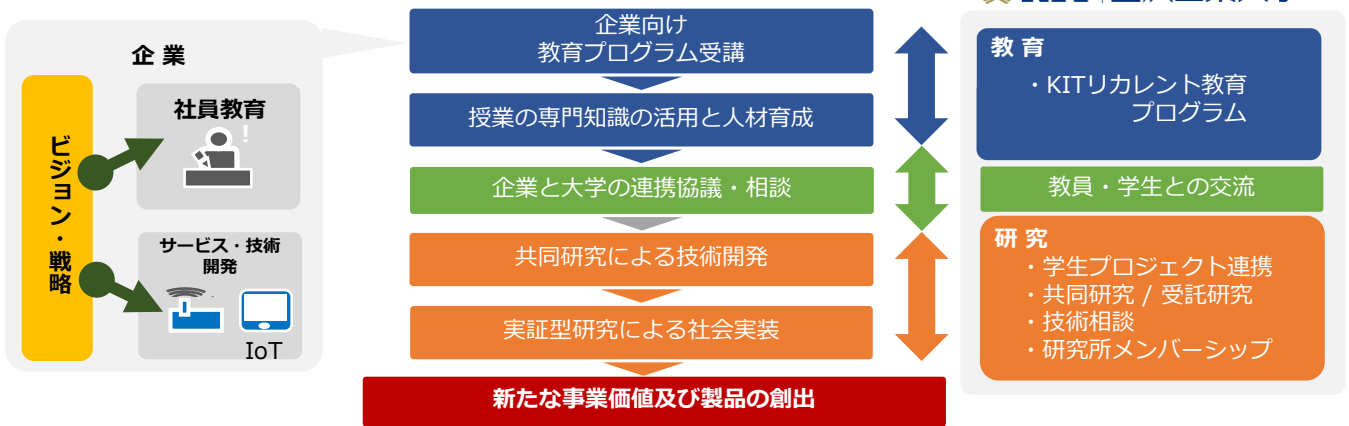 企 業
ビジョン・戦略
社員教育
!
サービス・技術
開発
IoT
企業向け
教育プログラム受講
授業の専門知識の活用と人材育成
企業と大学の連携協議・相談
共同研究による技術開発
実証型研究による社会実装
新たな事業価値及び製品の創出
教 育
・KITリカレント教育
プログラム
教員・学生との交流
研 究
・学生プロジェクト連携
・共同研究 / 受託研究
・技術相談
・研究所メンバーシップ